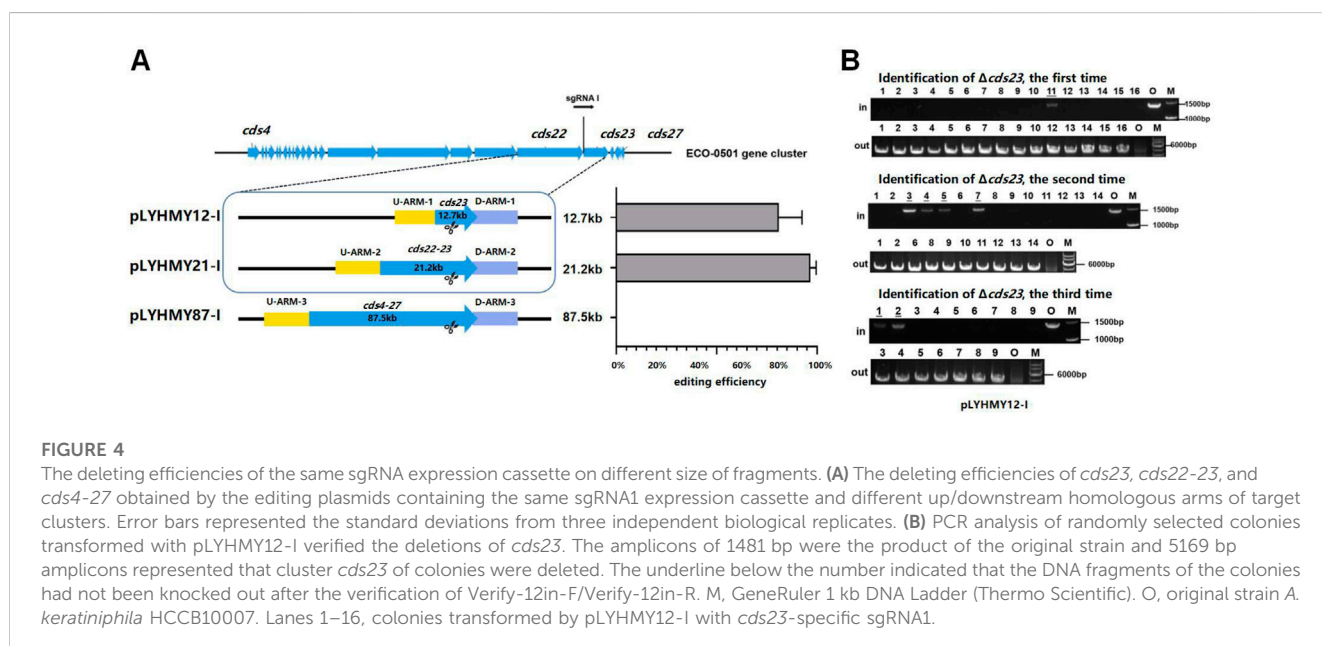 A
sgRNA I
cds4
cds22
cds23
cds27
ECO-0501 gene cluster
pLYHMY12-I
U-ARM-1
cds23
D-ARM-1
12.7kb
12.7kb
pLYHMY21-I
U-ARM-2
cds22-23
D-ARM-2
21.2kb
21.2kb
pLYHMY87-I
U-ARM-3
cds4-27
D-ARM-3
87.5kb
87.5kb
0% 20% 40% 60% 80% 100%
editing efficiency
B
Identification of Δcds23, the first time
1 2 3 4 5 6 7 8 9 10 11 12 13 14 15 16 O M
in
1500bp
1000bp
1 2 3 4 5 6 7 8 9 10 12 13 14 15 16 O M
out
6000bp
Identification of Δcds23, the second time
1 2 3 4 5 6 7 8 9 10 11 12 13 14 O M
in
1500bp
1000bp
1 2 6 8 9 10 11 12 13 14 O M
out
6000bp
Identification of Δcds23, the third time
1 2 3 4 5 6 7 8 9 O M
in
1500bp
1000bp
3 4 5 6 7 8 9 O M
out
6000bp
pLYHMY12-I
FIGURE 4
The deleting efficiencies of the same sgRNA expression cassette on different size of fragments. (A) The deleting efficiencies of cds23, cds22-23, and
cds4-27 obtained by the editing plasmids containing the same sgRNA1 expression cassette and different up/downstream homologous arms of target
clusters. Error bars represented the standard deviations from three independent biological replicates. (B) PCR analysis of randomly selected colonies
transformed with pLYHMY12-I verified the deletions of cds23. The amplicons of 1481 bp were the product of the original strain and 5169 bp
amplicons represented that cluster cds23 of colonies were deleted. The underline below the number indicated that the DNA fragments of the colonies
had not been knocked out after the verification of Verify-12in-F/Verify-12in-R. M, GeneRuler 1 kb DNA Ladder (Thermo Scientific). O, original strain A.
keratiniphila HCCB10007. Lanes 1–16, colonies transformed by pLYHMY12-I with cds23-specific sgRNA1.